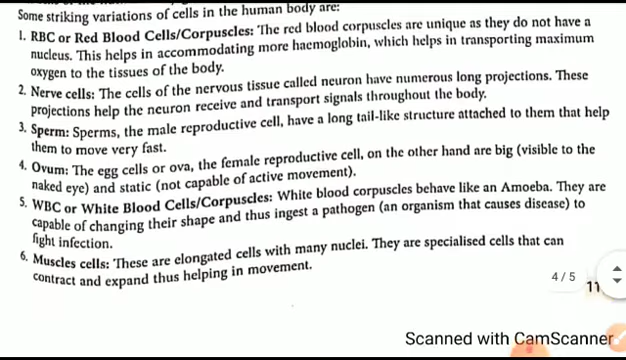 Some striking variations of cells in the human body are:
1. RBC or Red Blood Cells/Corpuscles: The red blood corpuscles are unique as they do not have a
nucleus. This helps in accommodating more haemoglobin, which helps in transporting maximum
oxygen to the tissues of the body.
2. Nerve cells: The cells of the nervous tissue called neuron have numerous long projections. These
projections help the neuron receive and transport signals throughout the body.
3. Sperm: Sperms, the male reproductive cell, have a long tail-like structure attached to them that help
them to move very fast.
4. Ovum: The egg cells or ova, the female reproductive cell, on the other hand are big (visible to the
naked eye) and static (not capable of active movement).
5. WBC or White Blood Cells/Corpuscles: White blood corpuscles behave like an Amoeba. They are
capable of changing their shape and thus ingest a pathogen (an organism that causes disease) to
fight infection.
6. Muscles cells: These are elongated cells with many nuclei. They are specialised cells that can
contract and expand thus helping in movement.
4 / 5
11
Scanned with CamScanner